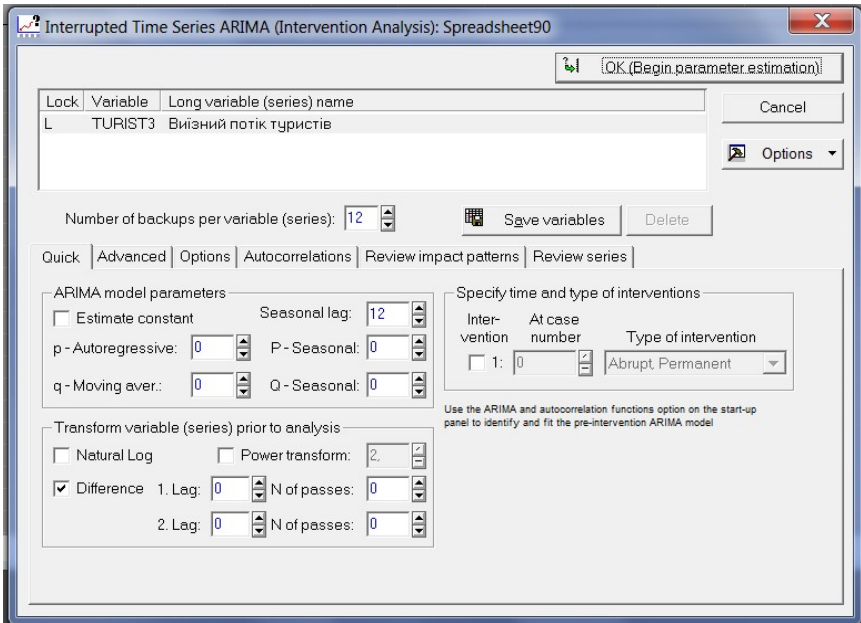 Interrupted Time Series ARIMA (Intervention Analysis): Spreadsheet90
OK (Begin parameter estimation)
Lock Variable Long variable (series) name
Cancel
L TURIST3 Виїзний потік туристів
Options
Number of backups per variable (series): 12 Save variables Delete
Quick Advanced Options Autocorrelations Review impact patterns Review series
ARIMA model parameters
Estimate constant Seasonal lag: 12
p - Autoregressive: 0 P - Seasonal: 0
q - Moving aver.: 0 Q - Seasonal: 0
Transform variable (series) prior to analysis
Natural Log Power transform: 2,
Difference 1. Lag: 0 N of passes: 0
2. Lag: 0 N of passes: 0
Specify time and type of interventions
Inter- At case
vention number Type of intervention
1: 0 Abrupt, Permanent
Use the ARIMA and autocorrelation functions option on the start-up
panel to identify and fit the pre-intervention ARIMA model